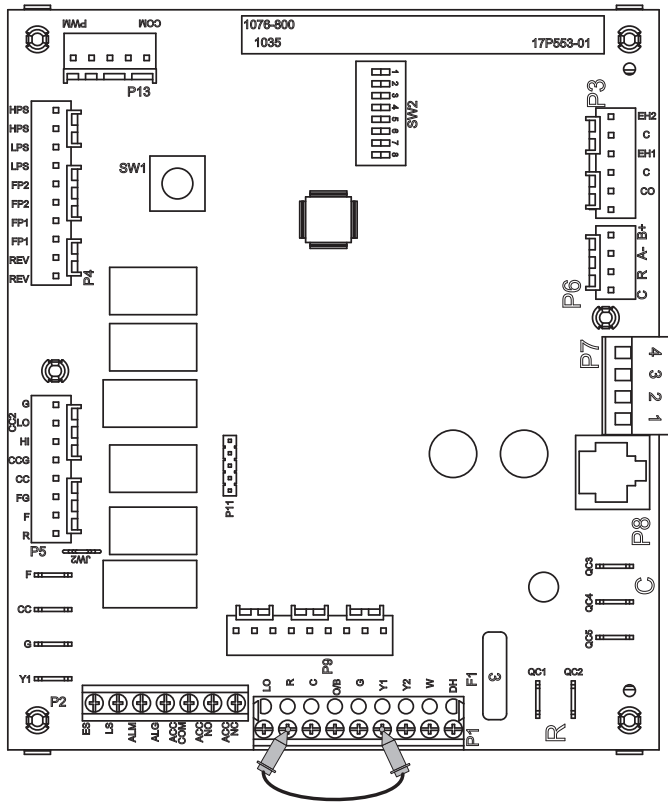 1076-800
1035
17P553-01
PWM
COM
P13
HPS
HPS
LPS
LPS
FP2
FP2
FP1
FP1
REV
REV
P4
SW1
1
2
3
4
5
6
7
8
SW2
P3
EH2
C
EH1
C
CO
P6
B+
A-
R
C
P7
4
3
2
1
P8
G
CC2
LO
HI
CCG
CC
FG
F
R
P5
JW2
P11
F
CC
G
Y1
P2
ES
LS
ALM
ALG
ACC COM
ACC NO
ACC NC
P9
LO
R
C
O/B
G
Y1
Y2
W
DH
P1
F1
3
QC3
QC4
QC5
C
QC1
QC2
R